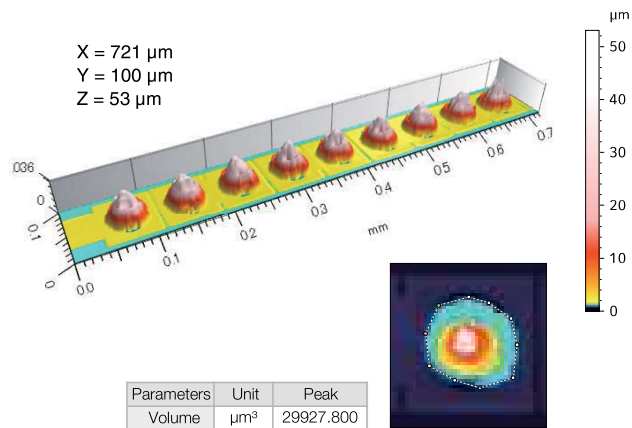 X = 721 µm
Y = 100 µm
Z = 53 µm
µm
50
40
30
20
10
0
.036
0
0.1
0
0.0
0.1
0.2
0.3
0.4
0.5
0.6
0.7
mm
Parameters Unit Peak
Volume µm³ 29927.800